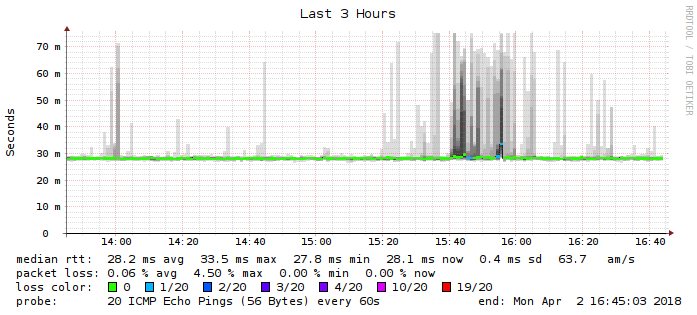 Last 3 Hours
RRDTOOL / TOBI OETIKER
Seconds
70 m
60 m
50 m
40 m
30 m
20 m
10 m
0
14:00 14:20 14:40 15:00 15:20 15:40 16:00 16:20 16:40
median rtt: 28.2 ms avg 33.5 ms max 27.8 ms min 28.1 ms now 0.4 ms sd 63.7 am/s
packet loss: 0.06 % avg 4.50 % max 0.00 % min 0.00 % now
loss color: 0 1/20 2/20 3/20 4/20 10/20 19/20
probe: 20 ICMP Echo Pings (56 Bytes) every 60s end: Mon Apr 2 16:45:03 2018